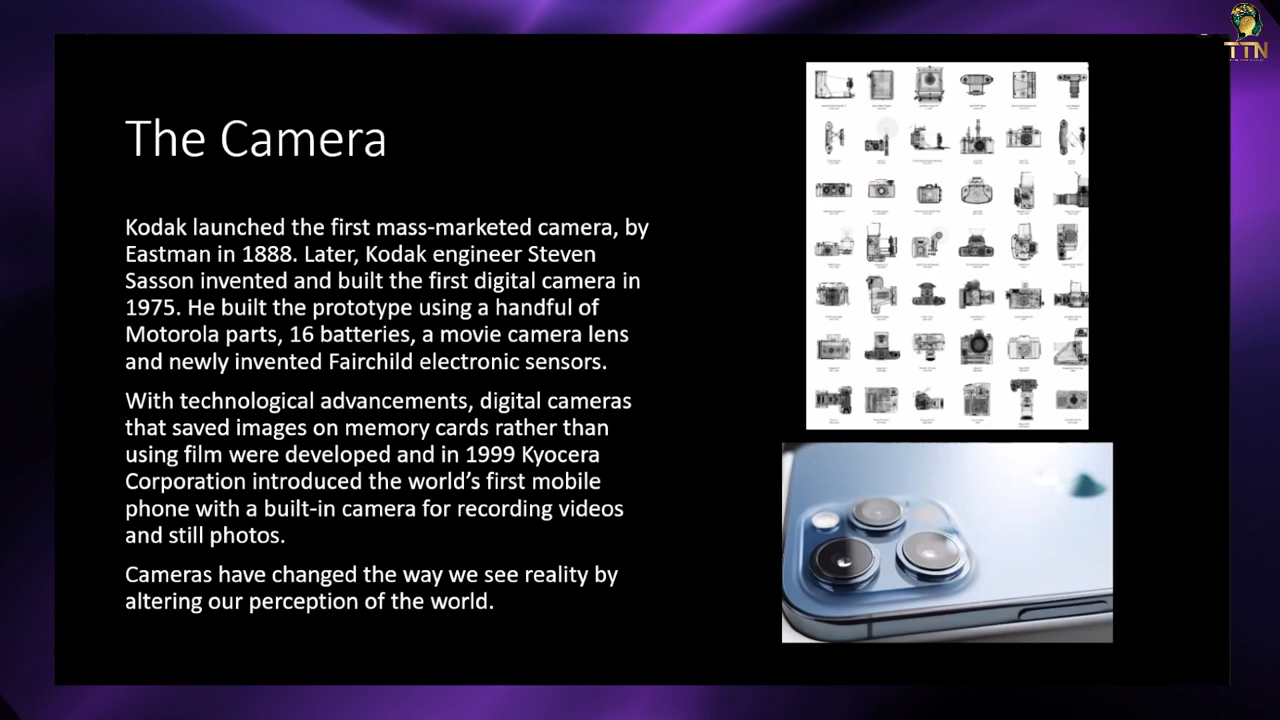 TTN
The Camera
Kodak launched the first mass-marketed camera, by
Eastman in 1888. Later, Kodak engineer Steven
Sasson invented and built the first digital camera in
1975. He built the prototype using a handful of
Motorola parts, 16 batteries, a movie camera lens
and newly invented Fairchild electronic sensors.
With technological advancements, digital cameras
that saved images on memory cards rather than
using film were developed and in 1999 Kyocera
Corporation introduced the world’s first mobile
phone with a built-in camera for recording videos
and still photos.
Cameras have changed the way we see reality by
altering our perception of the world.